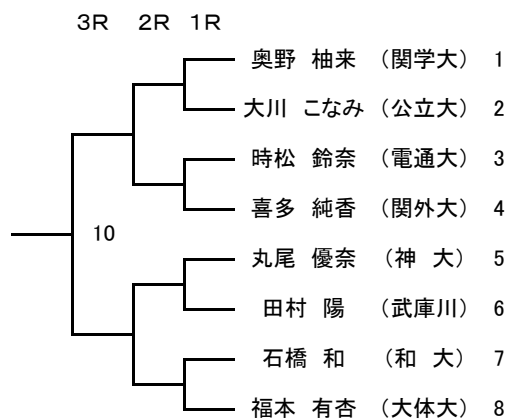 3R 2R 1R
奥野 柚来 （関学大） 1
大川 こなみ （公立大） 2
時松 鈴奈 （電通大） 3
喜多 純香 （関外大） 4
10
丸尾 優奈 （神 大） 5
田村 陽 （武庫川） 6
石橋 和 （和 大） 7
福本 有杏 （大体大） 8